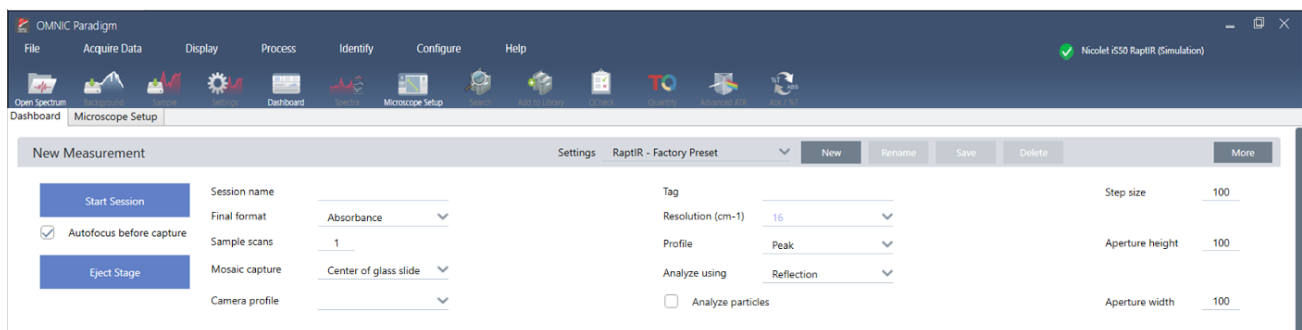 OMNIC Paradigm
File Acquire Data Display Process Identify Configure Help
Nicolet iS50 RaptIR (Simulation)
Open Spectrum Background Sample Settings Dashboard Spectra Microscope Setup Search Add to Library QCheck Quantify Advanced ATR Abs / %T
Dashboard Microscope Setup
New Measurement Settings RaptIR - Factory Preset New Rename Save Delete More
Start Session Session name Tag Step size 100
Final format Absorbance Resolution (cm-1) 16
Autofocus before capture Sample scans 1 Profile Peak Aperture height 100
Eject Stage Mosaic capture Center of glass slide Analyze using Reflection
Camera profile Analyze particles Aperture width 100